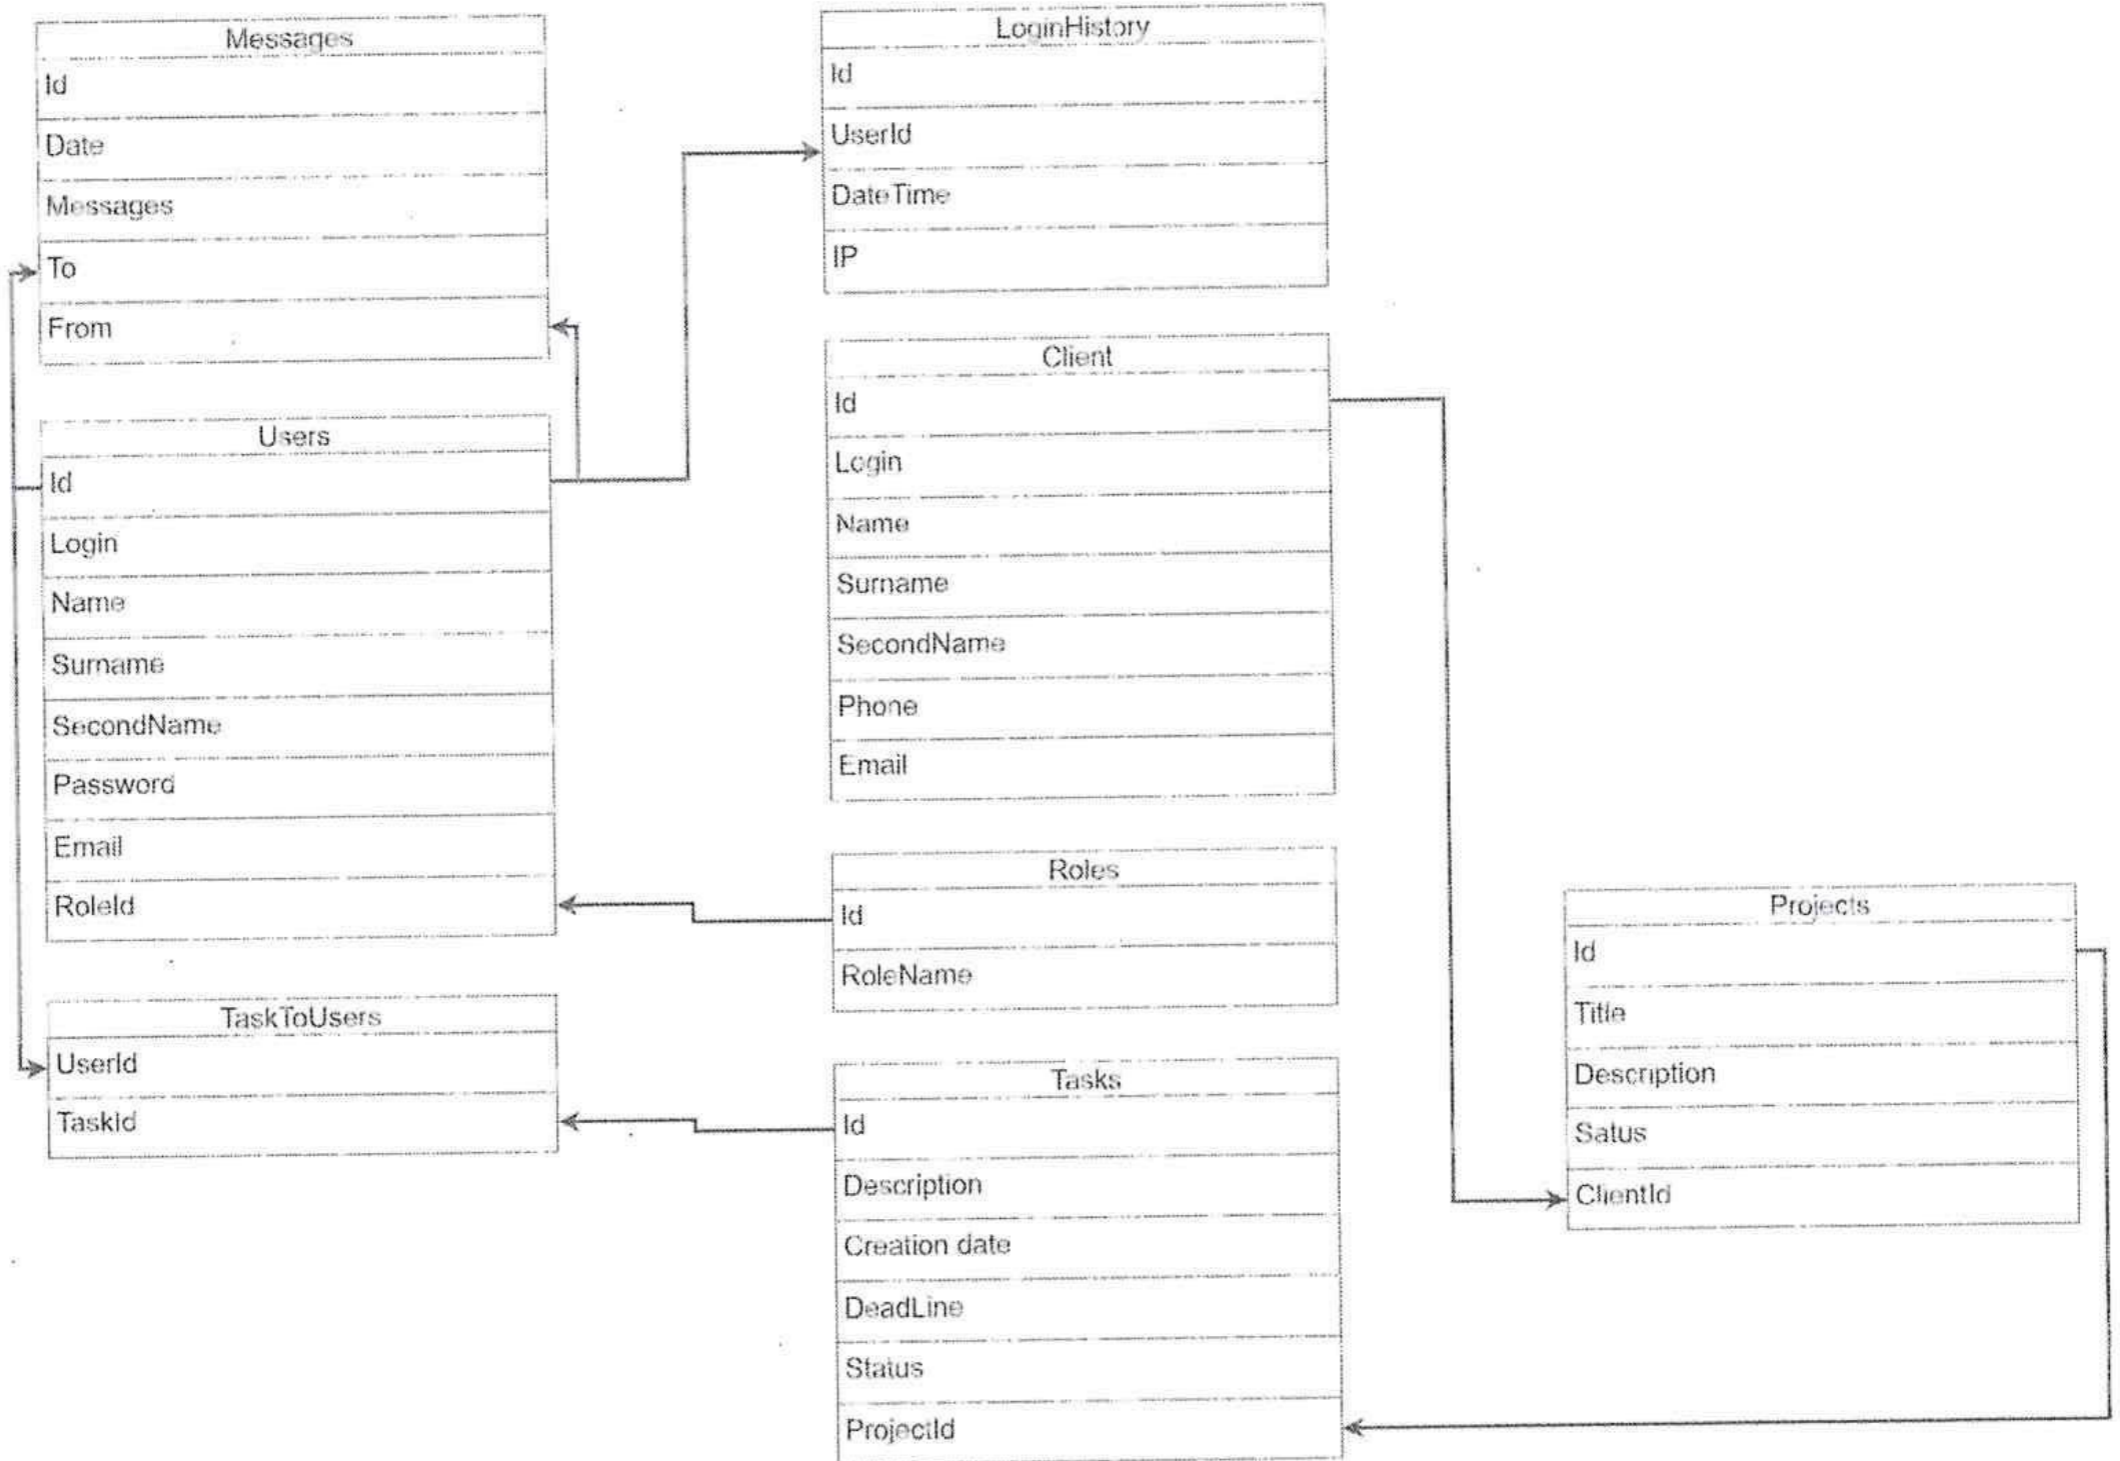 Messages
Id
Date
Messages
To
From
Users
Id
Login
Name
Surname
SecondName
Password
Email
RoleId
TaskToUsers
UserId
TaskId
LoginHistory
Id
UserId
DateTime
IP
Client
Id
Login
Name
Surname
SecondName
Phone
Email
Roles
Id
RoleName
Tasks
Id
Description
Creation date
DeadLine
Status
ProjectId
Projects
Id
Title
Description
Satus
ClientId